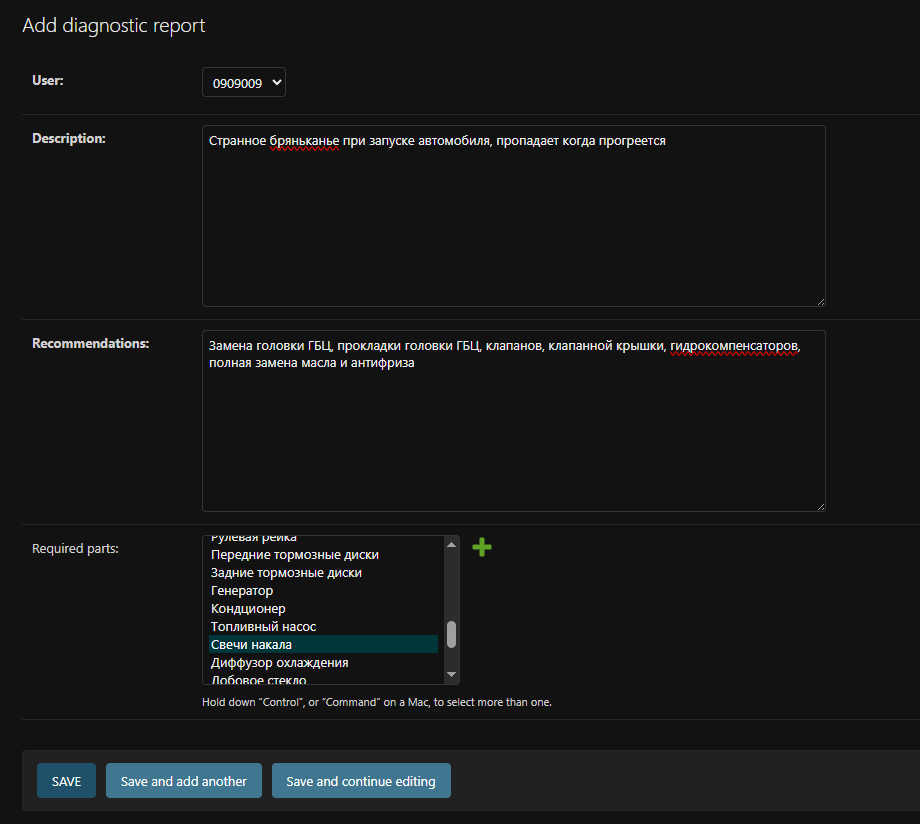 Add diagnostic report
User:
0909009
Description:
Странное бряньканье при запуске автомобиля, пропадает когда прогреется
Recommendations:
Замена головки ГБЦ, прокладки головки ГБЦ, клапанов, клапанной крышки, гидрокомпенсаторов,
полная замена масла и антифриза
Required parts:
Рулевая рейка
Передние тормозные диски
Задние тормозные диски
Генератор
Кондционер
Топливный насос
Свечи накала
Диффузор охлаждения
Лобовое стекло
Hold down “Control”, or “Command” on a Mac, to select more than one.
SAVE
Save and add another
Save and continue editing